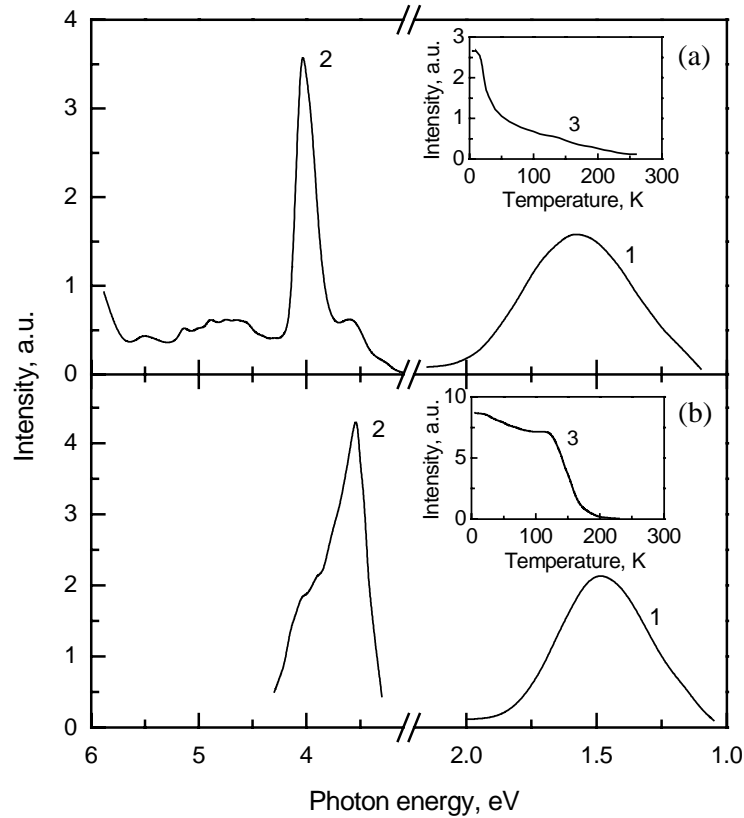 4
3
2
1
0
2
1
(a)
Intensity, a.u.
3
2
1
0
3
0 100 200 300
Temperature, K
Intensity, a.u.
4
3
2
1
0
2
1
(b)
Intensity, a.u.
10
5
0
3
0 100 200 300
Temperature, K
6 5 4 2.0 1.5 1.0
Photon energy, eV